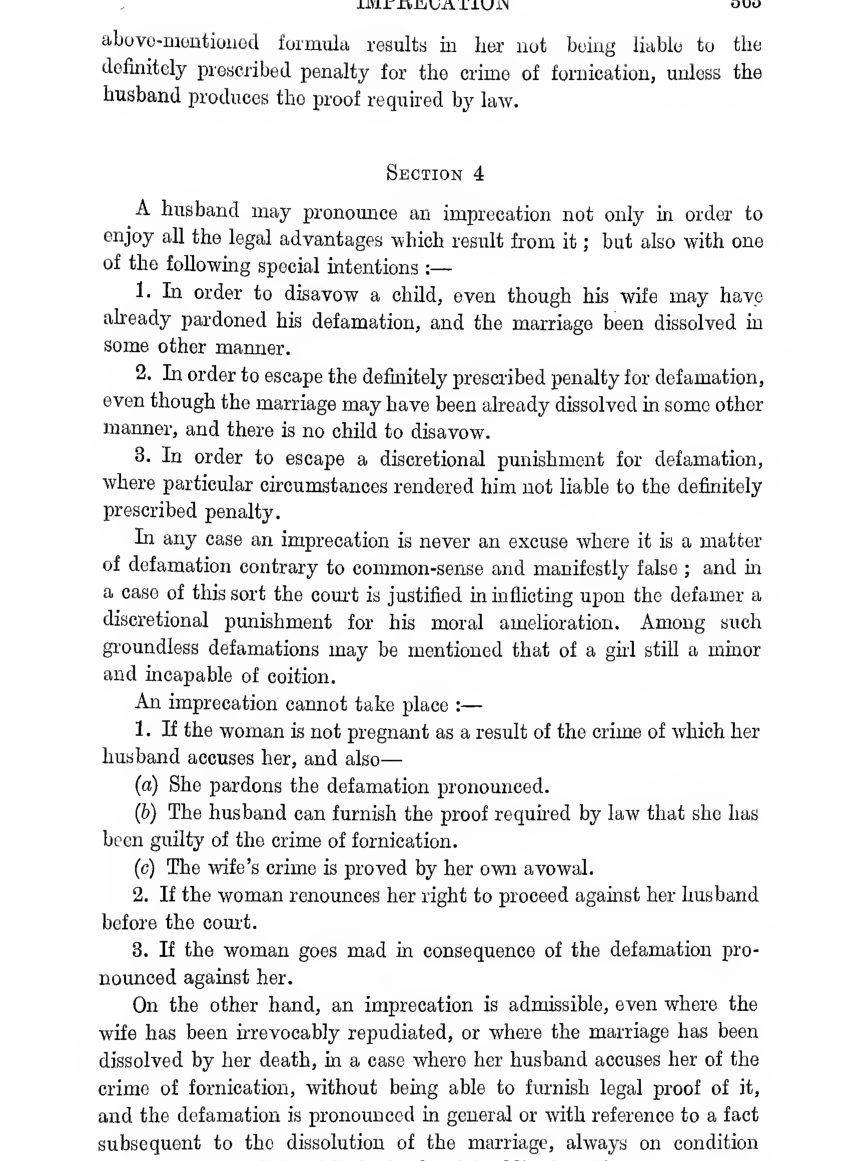 IMPRECATION 363
above-mentioned formula results in her not being liable to the
definitely prescribed penalty for the crime of fornication, unless the
husband produces the proof required by law.
SECTION 4
A husband may pronounce an imprecation not only in order to
enjoy all the legal advantages which result from it ; but also with one
of the following special intentions :—
1. In order to disavow a child, even though his wife may have
already pardoned his defamation, and the marriage been dissolved in
some other manner.
2. In order to escape the definitely prescribed penalty for defamation,
even though the marriage may have been already dissolved in some other
manner, and there is no child to disavow.
3. In order to escape a discretional punishment for defamation,
where particular circumstances rendered him not liable to the definitely
prescribed penalty.
In any case an imprecation is never an excuse where it is a matter
of defamation contrary to common-sense and manifestly false ; and in
a case of this sort the court is justified in inflicting upon the defamer a
discretional punishment for his moral amelioration. Among such
groundless defamations may be mentioned that of a girl still a minor
and incapable of coition.
An imprecation cannot take place :—
1. If the woman is not pregnant as a result of the crime of which her
husband accuses her, and also—
(a) She pardons the defamation pronounced.
(b) The husband can furnish the proof required by law that she has
been guilty of the crime of fornication.
(c) The wife's crime is proved by her own avowal.
2. If the woman renounces her right to proceed against her husband
before the court.
3. If the woman goes mad in consequence of the defamation pro-
nounced against her.
On the other hand, an imprecation is admissible, even where the
wife has been irrevocably repudiated, or where the marriage has been
dissolved by her death, in a case where her husband accuses her of the
crime of fornication, without being able to furnish legal proof of it,
and the defamation is pronounced in general or with reference to a fact
subsequent to the dissolution of the marriage, always on condition